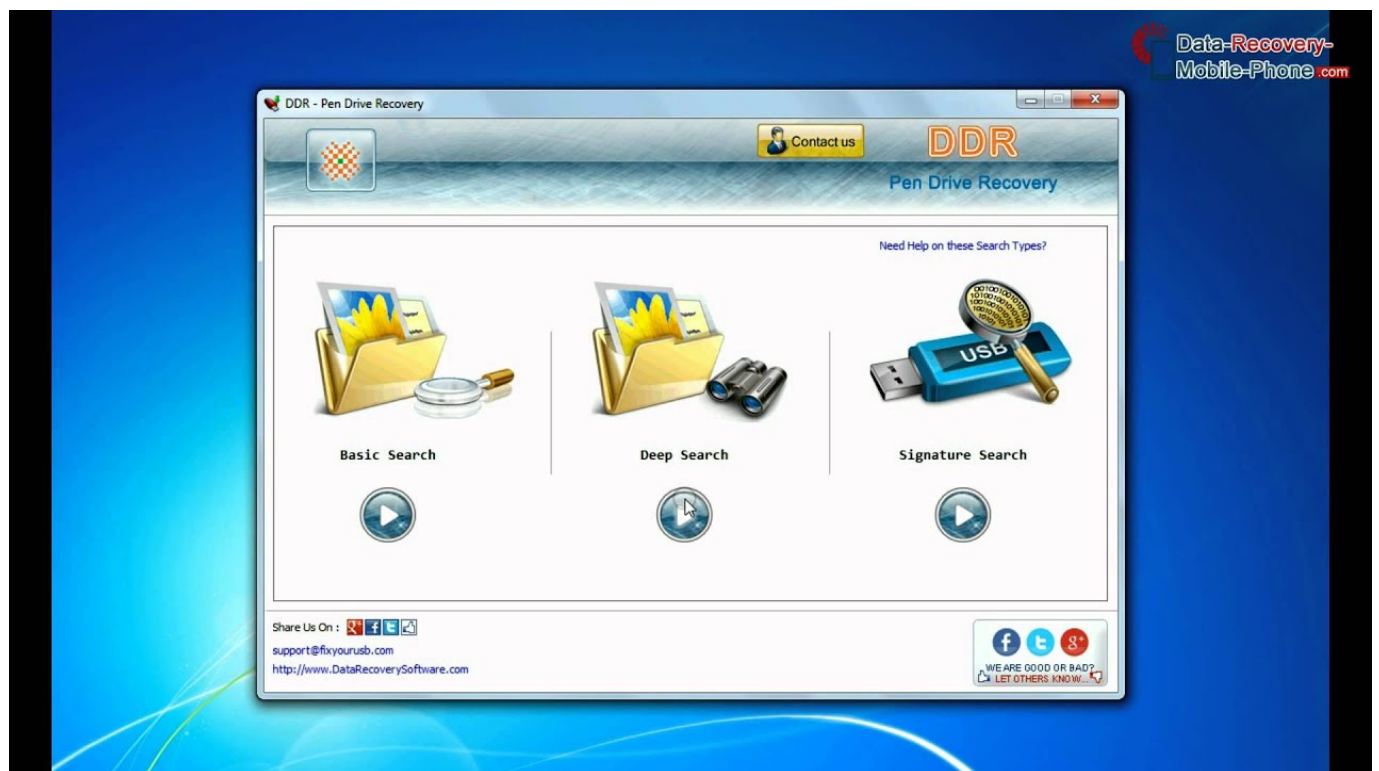 Data-Recovery-
Mobile-Phone.com
DDR - Pen Drive Recovery
Contact us
DDR
Pen Drive Recovery
Need Help on these Search Types?
USB
Basic Search
Deep Search
Signature Search
Share Us On :
support@fixyourusb.com
http://www.DataRecoverySoftware.com
WE ARE GOOD OR BAD?
LET OTHERS KNOW...